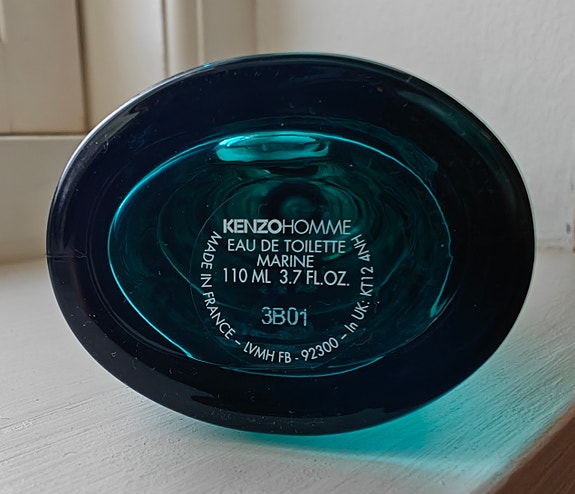 KENZOHOMME
EAU DE TOILETTE
MARINE
110 ML 3.7 FL.OZ.
3B01
MADE IN FRANCE – LVMH FB - 92300 – In UK: KT12 4NH